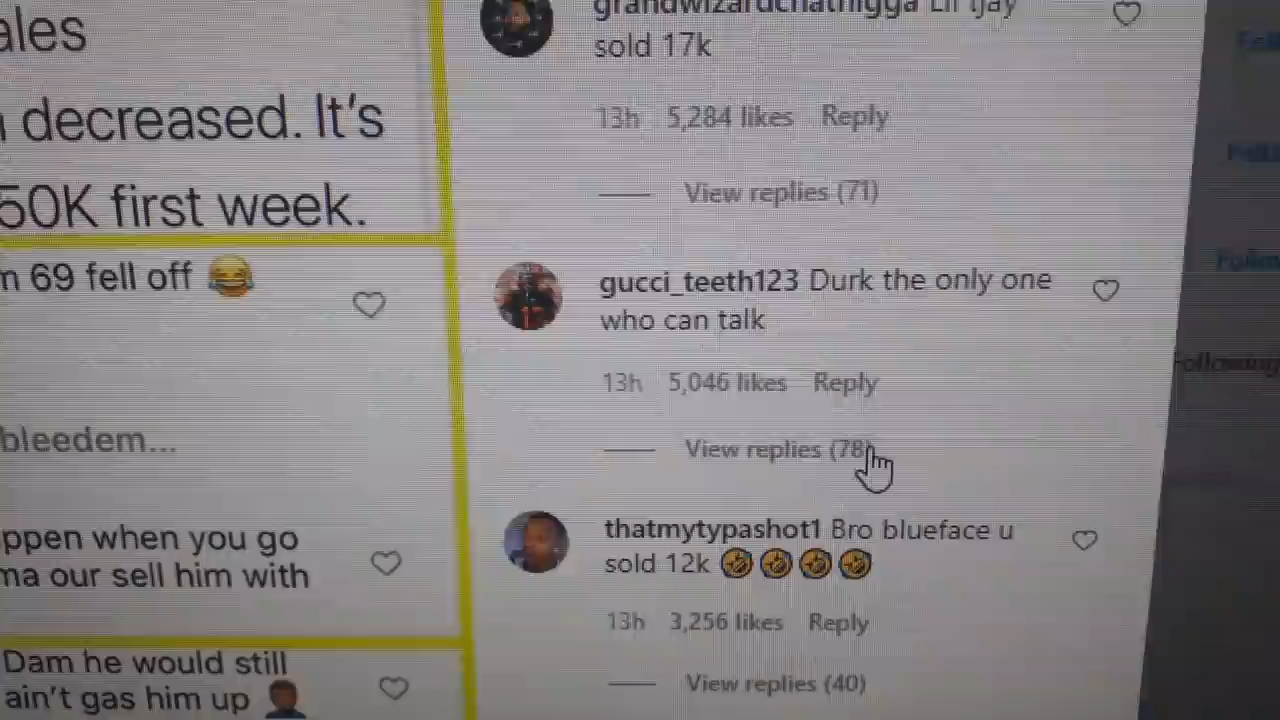 ales
decreased. It's
50K first week.
69 fell off 😂
bleedem...
ppen when you go
ma our sell him with
Dam he would still
ain't gas him up
Lil tjay
sold 17k
13h 5,284 likes Reply
View replies (71)
gucci_teeth123 Durk the only one
who can talk
13h 5,046 likes Reply
View replies (78)
thatmytypashot1 Bro blueface u
sold 12k 🤣🤣🤣🤣
13h 3,256 likes Reply
View replies (40)
Following